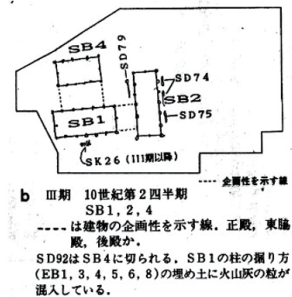 SD79
SB4
SD74
SB2
SB1
SD75
SK26(III期以降)
---- 企画性を示す線
b III期 10世紀第2四半期
SB1, 2, 4
----は建物の企画性を示す線. 正殿, 東脇
殿, 後殿か.
SD92はSB4に切られる. SB1の柱の掘り方
(EB1, 3, 4, 5, 6, 8)の埋め土に火山灰の粒が
混入している.